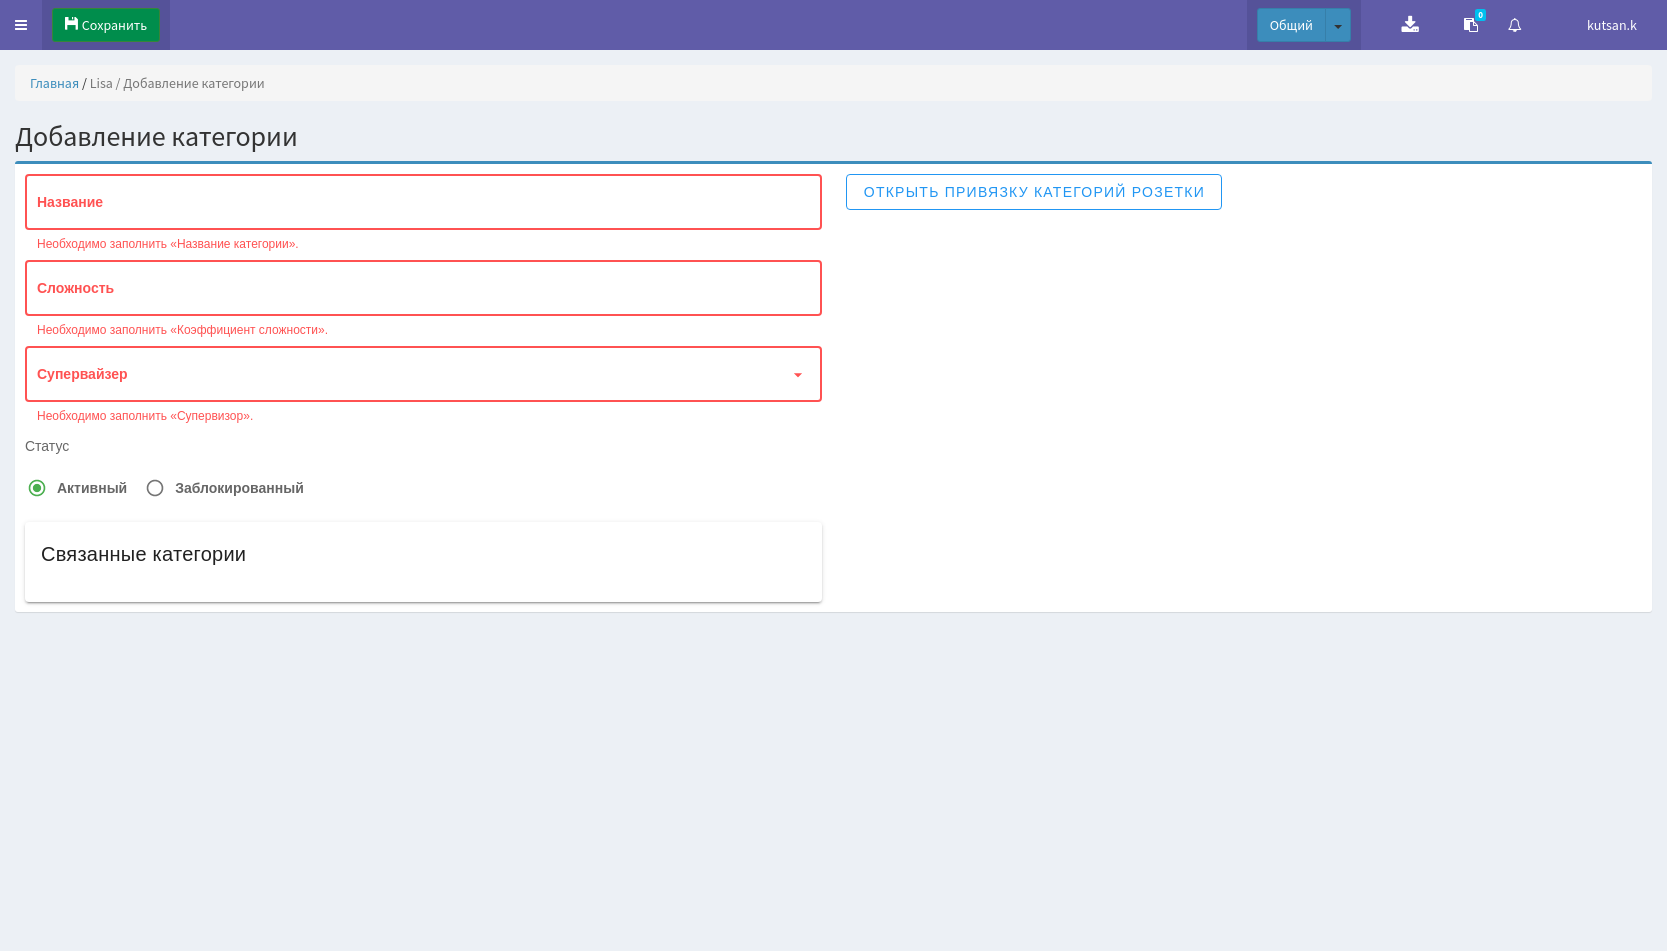 Сохранить
Общий
0
kutsan.k
Главная / Lisa / Добавление категории
Добавление категории
Название
ОТКРЫТЬ ПРИВЯЗКУ КАТЕГОРИЙ РОЗЕТКИ
Необходимо заполнить «Название категории».
Сложность
Необходимо заполнить «Коэффициент сложности».
Супервайзер
Необходимо заполнить «Супервизор».
Статус
Активный Заблокированный
Связанные категории